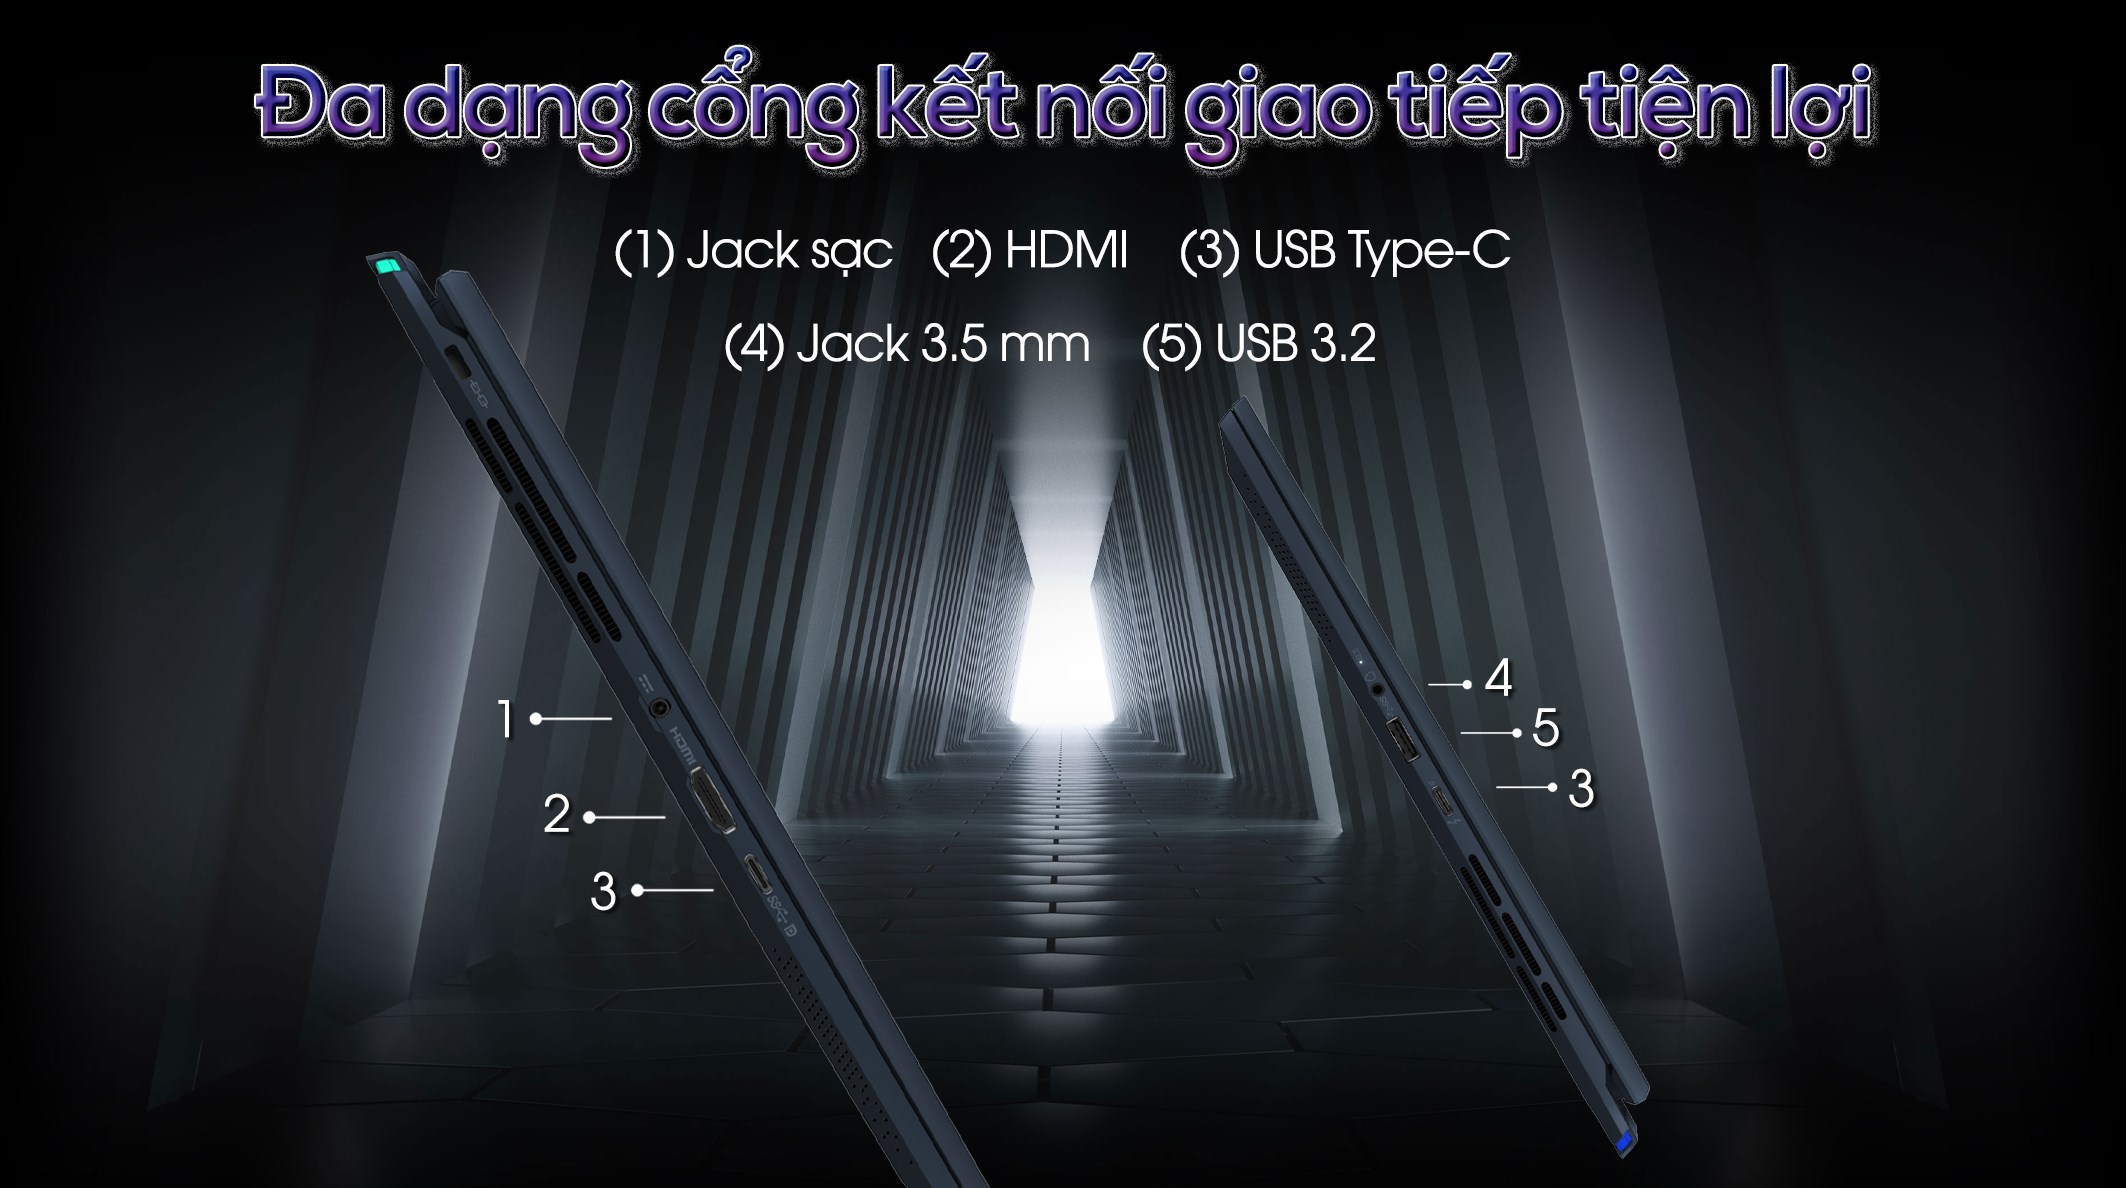 Đa dạng cổng kết nối giao tiếp tiện lợi
(1) Jack sạc (2) HDMI (3) USB Type-C
(4) Jack 3.5 mm (5) USB 3.2
4
1
5
3
2
3
HDMI